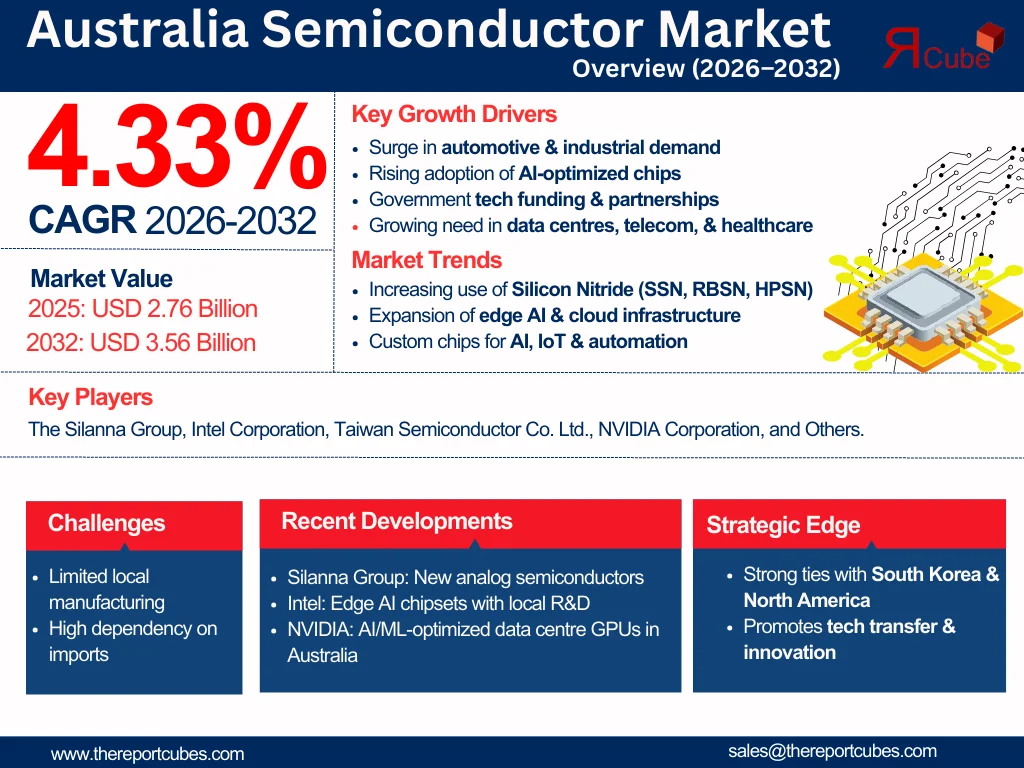 Australia Semiconductor Market
Overview (2026–2032)
ЯCube
4.33%
CAGR 2026-2032
Market Value
2025: USD 2.76 Billion
2032: USD 3.56 Billion
Key Growth Drivers
• Surge in automotive & industrial demand
• Rising adoption of AI-optimized chips
• Government tech funding & partnerships
• Growing need in data centres, telecom, & healthcare
Market Trends
• Increasing use of Silicon Nitride (SSN, RBSN, HPSN)
• Expansion of edge AI & cloud infrastructure
• Custom chips for AI, IoT & automation
Key Players
The Silanna Group, Intel Corporation, Taiwan Semiconductor Co. Ltd., NVIDIA Corporation, and Others.
Challenges
• Limited local
manufacturing
• High dependency on
imports
Recent Developments
• Silanna Group: New analog semiconductors
• Intel: Edge AI chipsets with local R&D
• NVIDIA: AI/ML-optimized data centre GPUs in
Australia
Strategic Edge
• Strong ties with South Korea &
North America
• Promotes tech transfer &
innovation
www.thereportcubes.com
sales@thereportcubes.com